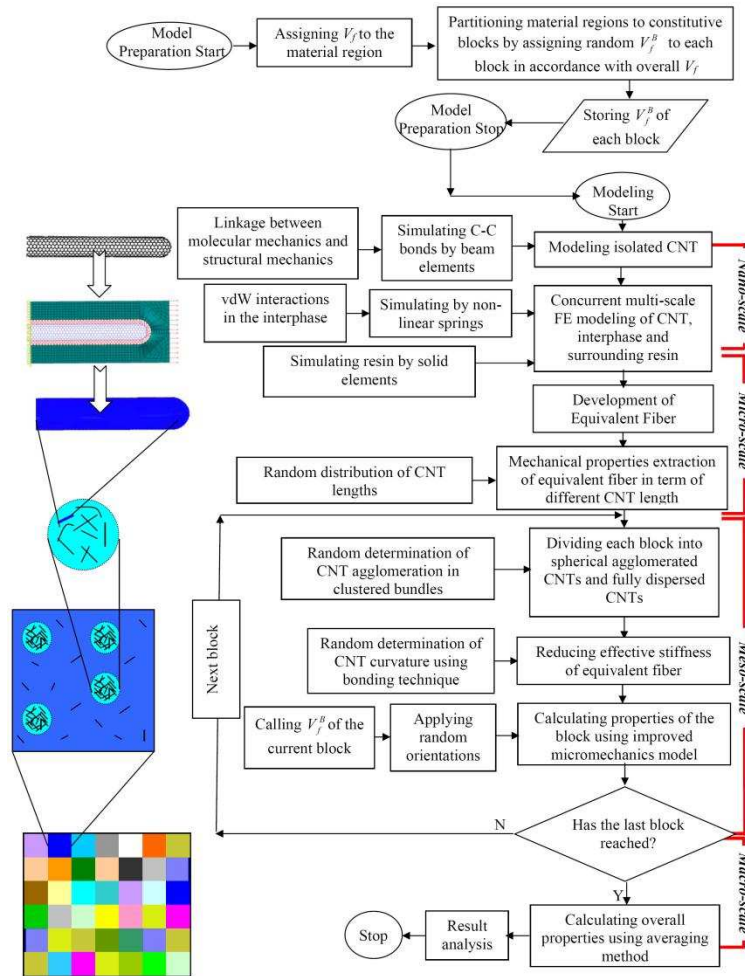 Model
Preparation Start
Assigning V_f to the
material region
Partitioning material regions to constitutive
blocks by assigning random V_f^B to each
block in accordance with overall V_f
Model
Preparation Stop
Storing V_f^B of
each block
Modeling
Start
Linkage between
molecular mechanics and
structural mechanics
Simulating C-C
bonds by beam
elements
Modeling isolated CNT
Nano-scale
vdW interactions
in the interphase
Simulating by non-
linear springs
Concurrent multi-scale
FE modeling of CNT,
interphase and
surrounding resin
Simulating resin by solid
elements
Micro-scale
Development of
Equivalent Fiber
Random distribution of CNT
lengths
Mechanical properties extraction
of equivalent fiber in term of
different CNT length
Random determination of
CNT agglomeration in
clustered bundles
Dividing each block into
spherical agglomerated
CNTs and fully dispersed
CNTs
Next block
Random determination of
CNT curvature using
bonding technique
Reducing effective stiffness
of equivalent fiber
Meso-scale
Calling V_f^B of the
current block
Applying
random
orientations
Calculating properties of the
block using improved
micromechanics model
N
Has the last block
reached?
Y
Macro-scale
Stop
Result
analysis
Calculating overall
properties using averaging
method